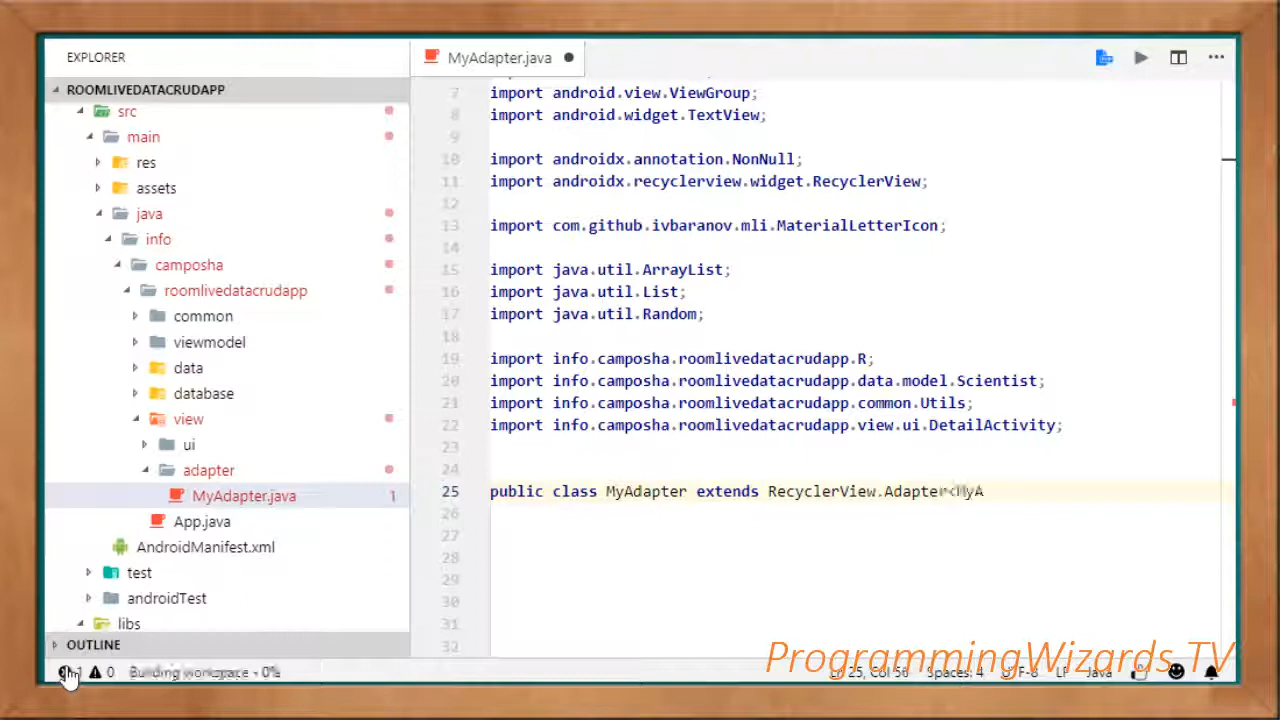 EXPLORER
MyAdapter.java
ROOMLIVEDATACRUDAPP
src
main
res
assets
java
info
camposha
roomlivedatacrudapp
common
viewmodel
data
database
view
ui
adapter
MyAdapter.java 1
App.java
AndroidManifest.xml
test
androidTest
libs
OUTLINE
7 import android.view.ViewGroup;
8 import android.widget.TextView;
9
10 import androidx.annotation.NonNull;
11 import androidx.recyclerview.widget.RecyclerView;
12
13 import com.github.ivbaranov.mli.MaterialLetterIcon;
14
15 import java.util.ArrayList;
16 import java.util.List;
17 import java.util.Random;
18
19 import info.camposha.roomlivedatacrudapp.R;
20 import info.camposha.roomlivedatacrudapp.data.model.Scientist;
21 import info.camposha.roomlivedatacrudapp.common.Utils;
22 import info.camposha.roomlivedatacrudapp.view.ui.DetailActivity;
23
24
25 public class MyAdapter extends RecyclerView.Adapter<MyA
26
27
28
29
30
31
32
ProgrammingWizards TV
1 0 Building workspace - 0% Ln 25, Col 56 Spaces: 4 LF Java